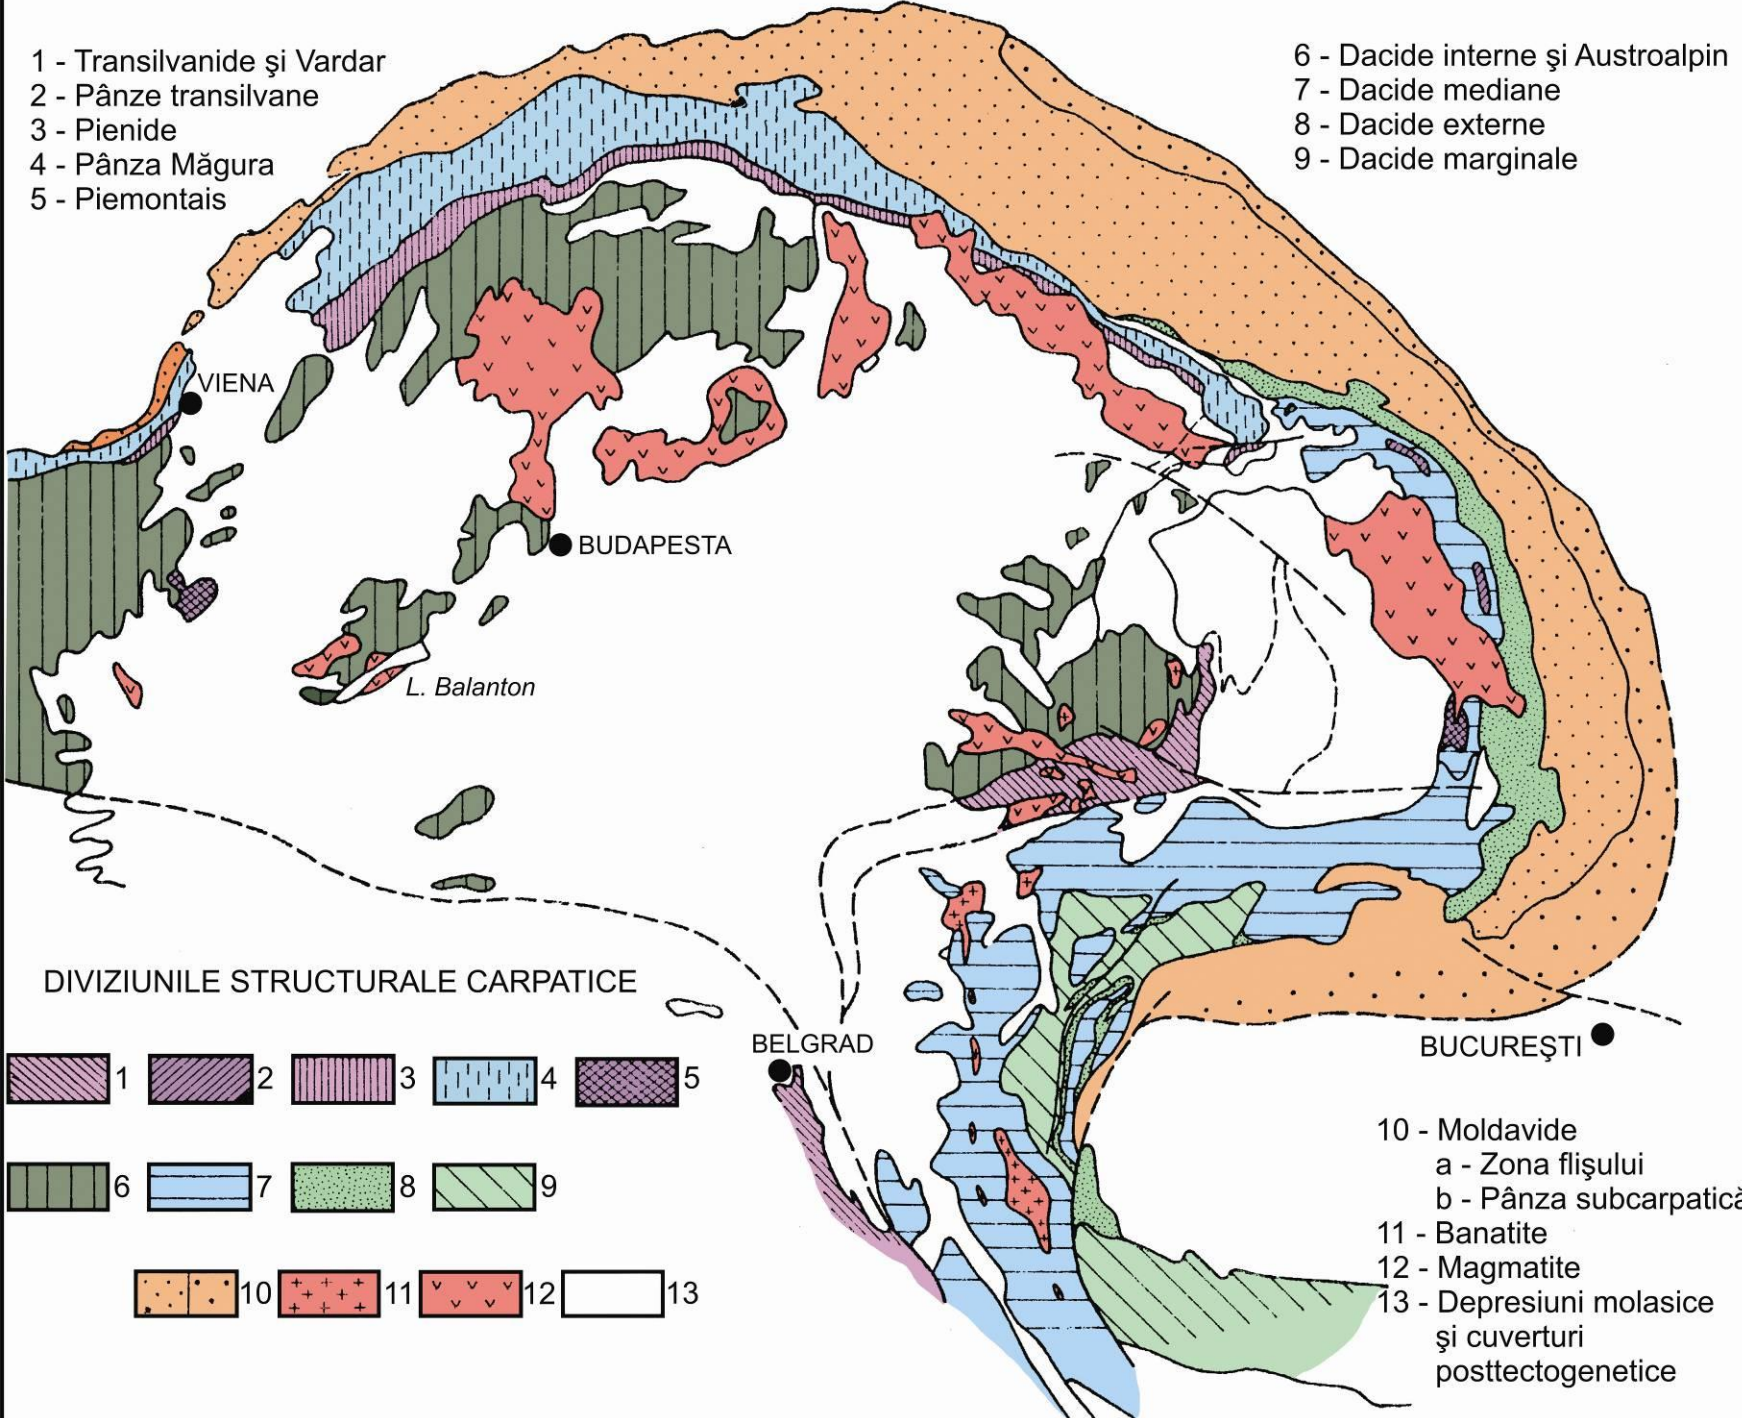 1 - Transilvanide şi Vardar
2 - Pânze transilvane
3 - Pienide
4 - Pânza Măgura
5 - Piemontais
6 - Dacide interne şi Austroalpin
7 - Dacide mediane
8 - Dacide externe
9 - Dacide marginale
VIENA
BUDAPESTA
L. Balanton
BELGRAD
BUCUREŞTI
DIVIZIUNILE STRUCTURALE CARPATICE
1
2
3
4
5
6
7
8
9
10
11
12
13
10 - Moldavide
a - Zona flişului
b - Pânza subcarpatică
11 - Banatite
12 - Magmatite
13 - Depresiuni molasice
şi cuverturi
posttectogenetice